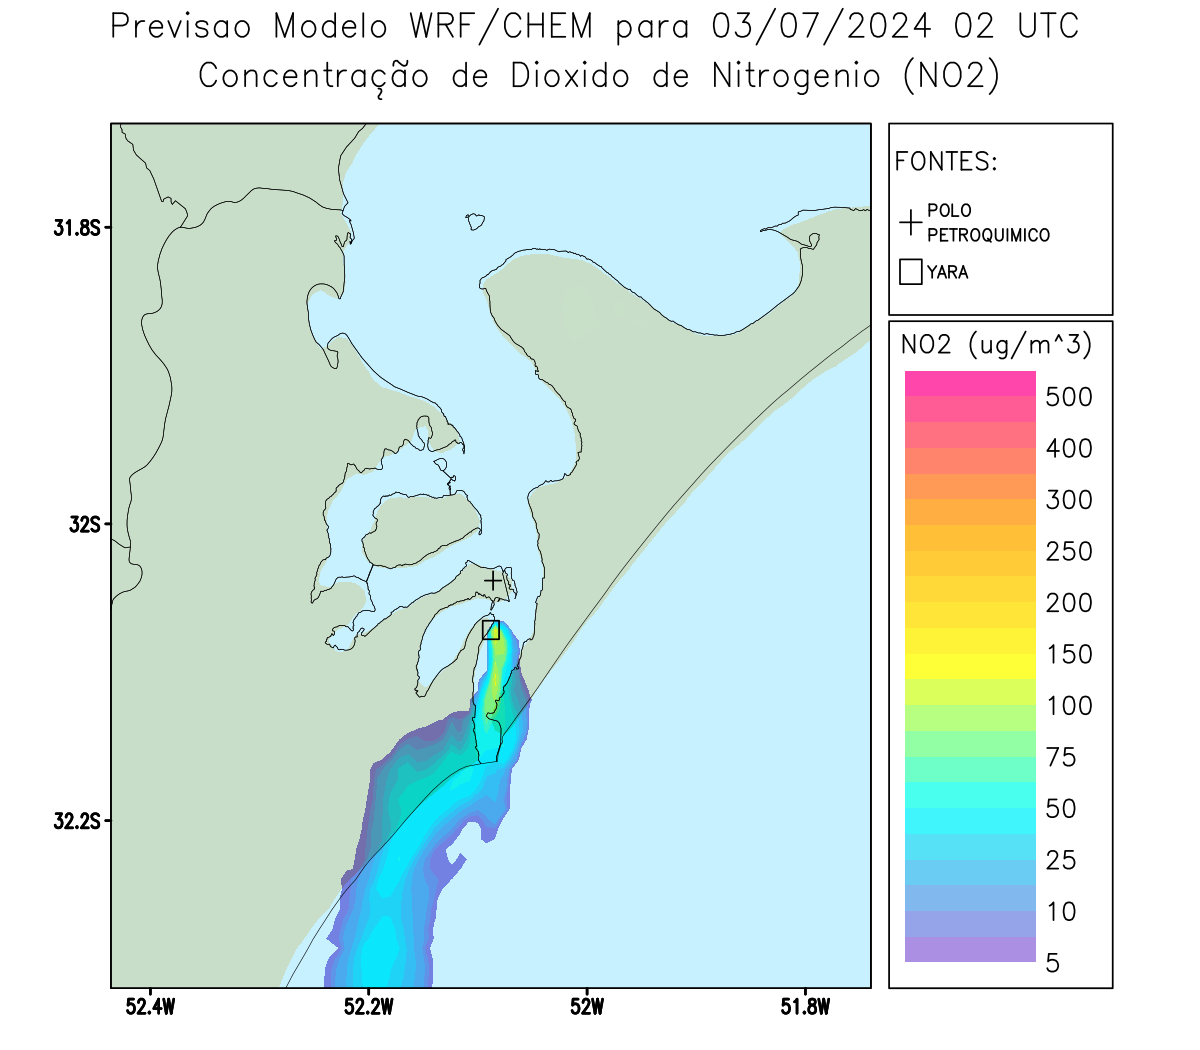 Previsao Modelo WRF/CHEM para 03/07/2024 02 UTC
Concentração de Dioxido de Nitrogenio (NO2)
FONTES:
POLO
PETROQUIMICO
YARA
NO2 (ug/m^3)
500
400
300
250
200
150
100
75
50
25
10
5
31.8S
32S
32.2S
52.4W
52.2W
52W
51.8W